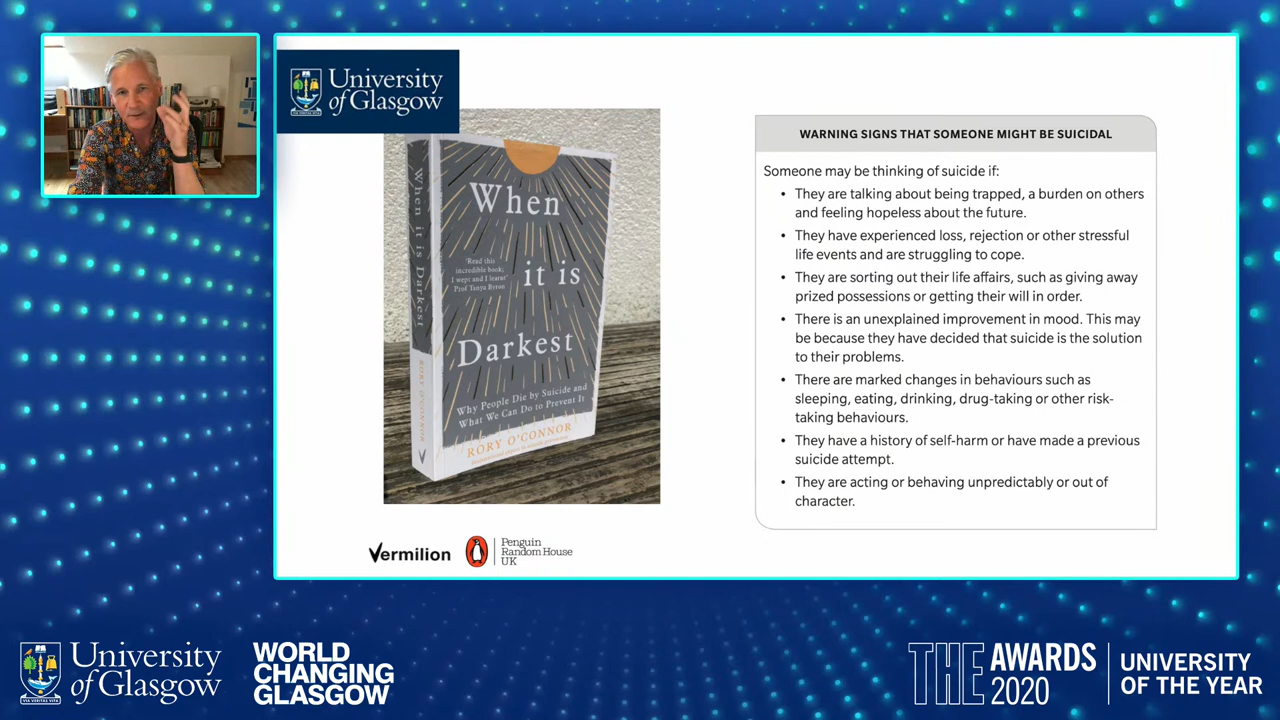 University
of Glasgow
When it is Darkest
RORY O'CONNOR
When
'Read this
incredible book;
I wept and I learnt'
Prof Tanya Byron
it is
Darkest
Why People Die by Suicide and
What We Can Do to Prevent It
RORY O'CONNOR
Vermilion
Penguin
Random House
UK
WARNING SIGNS THAT SOMEONE MIGHT BE SUICIDAL
Someone may be thinking of suicide if:
• They are talking about being trapped, a burden on others
and feeling hopeless about the future.
• They have experienced loss, rejection or other stressful
life events and are struggling to cope.
• They are sorting out their life affairs, such as giving away
prized possessions or getting their will in order.
• There is an unexplained improvement in mood. This may
be because they have decided that suicide is the solution
to their problems.
• There are marked changes in behaviours such as
sleeping, eating, drinking, drug-taking or other risk-
taking behaviours.
• They have a history of self-harm or have made a previous
suicide attempt.
• They are acting or behaving unpredictably or out of
character.
University
of Glasgow
WORLD
CHANGING
GLASGOW
THE AWARDS
2020
UNIVERSITY
OF THE YEAR